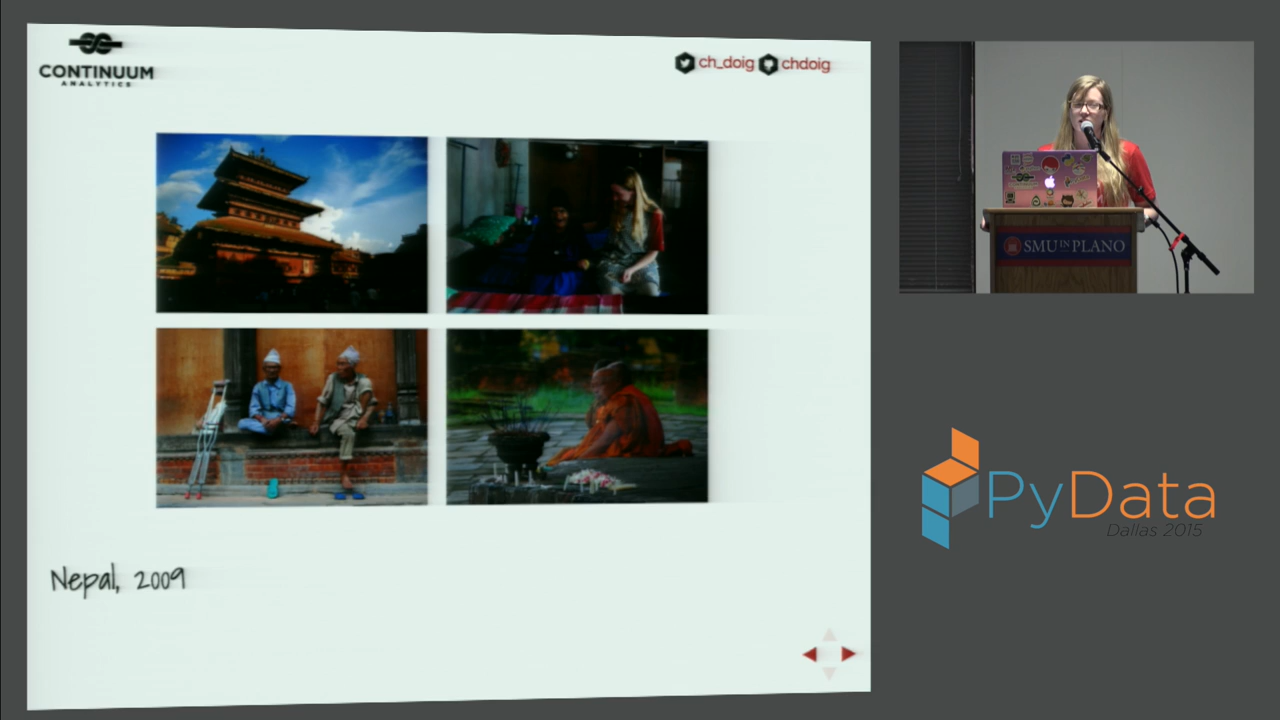 CONTINUUM
ANALYTICS
ch_doig chdoig
Nepal, 2009
SMU IN PLANO
PyData
Dallas 2015